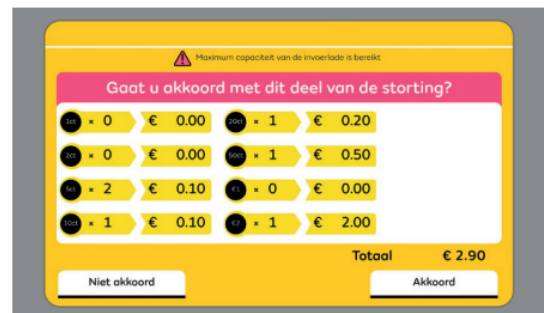 Maximum capaciteit van de invoerlade is bereikt
Gaat u akkoord met dit deel van de storting?
1ct × 0 € 0.00 20ct × 1 € 0.20
2ct × 0 € 0.00 50ct × 1 € 0.50
5ct × 2 € 0.10 €1 × 0 € 0.00
10ct × 1 € 0.10 €2 × 1 € 2.00
Totaal € 2.90
Niet akkoord Akkoord